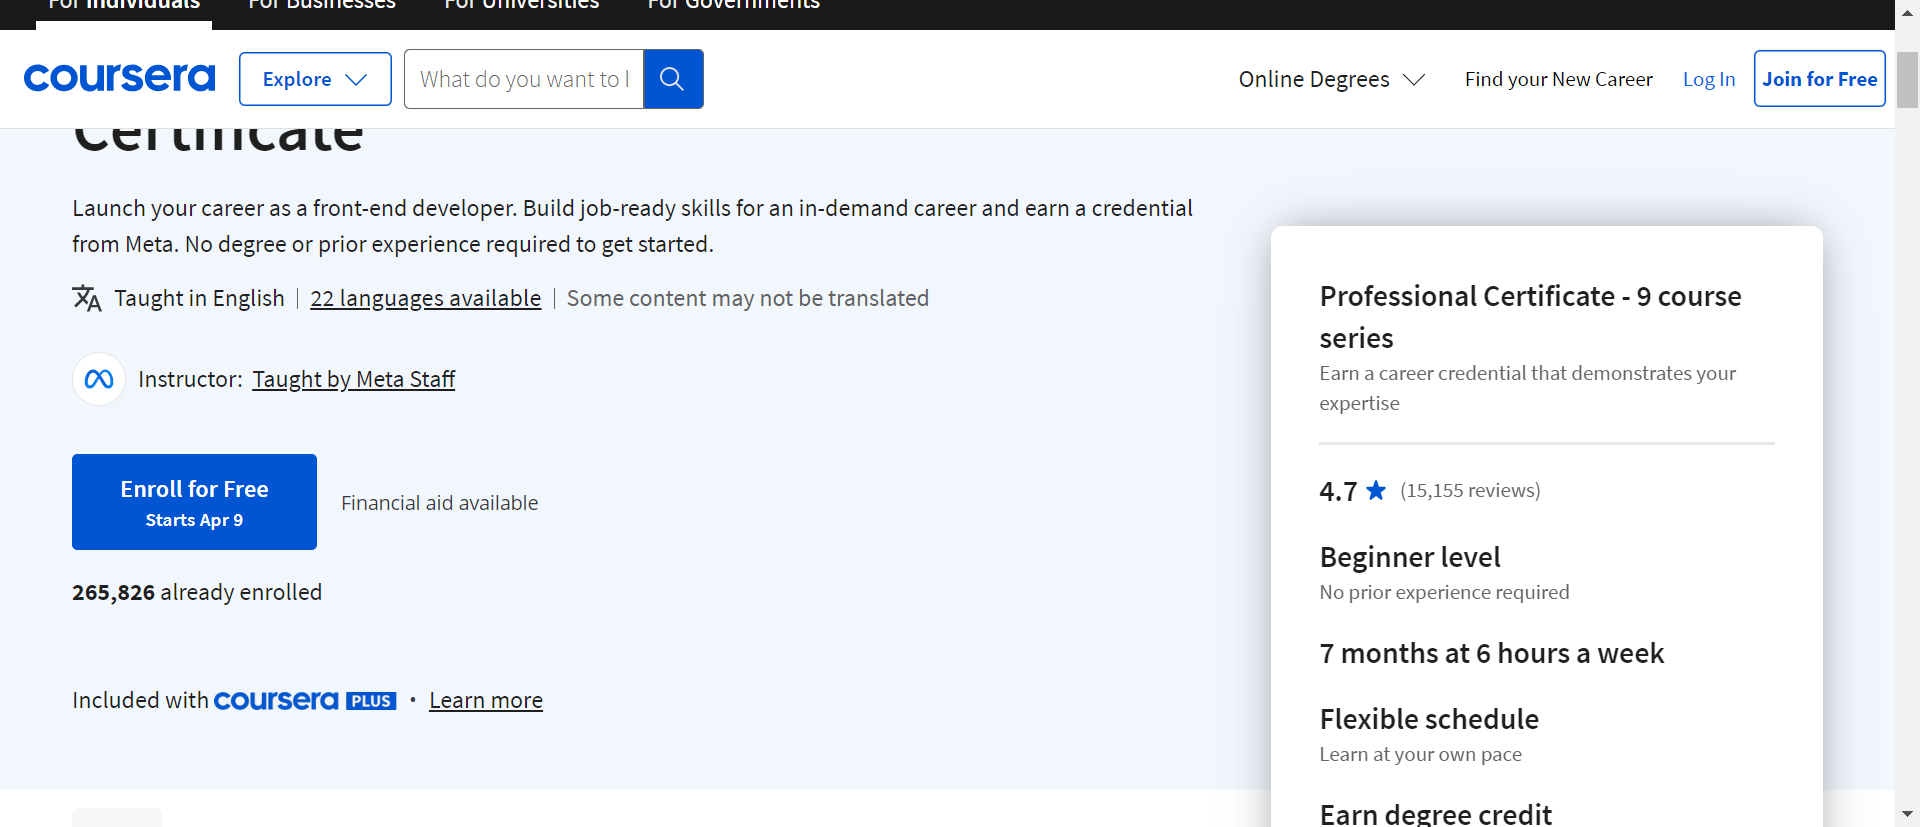 For Individuals
For Businesses
For Universities
For Governments
coursera
Explore
What do you want to l
Online Degrees
Find your New Career
Log In
Join for Free
Certificate
Launch your career as a front-end developer. Build job-ready skills for an in-demand career and earn a credential
from Meta. No degree or prior experience required to get started.
Taught in English
22 languages available
Some content may not be translated
Instructor: Taught by Meta Staff
Enroll for Free
Starts Apr 9
Financial aid available
265,826 already enrolled
Included with coursera PLUS • Learn more
Professional Certificate - 9 course
series
Earn a career credential that demonstrates your
expertise
4.7 ★ (15,155 reviews)
Beginner level
No prior experience required
7 months at 6 hours a week
Flexible schedule
Learn at your own pace
Earn degree credit